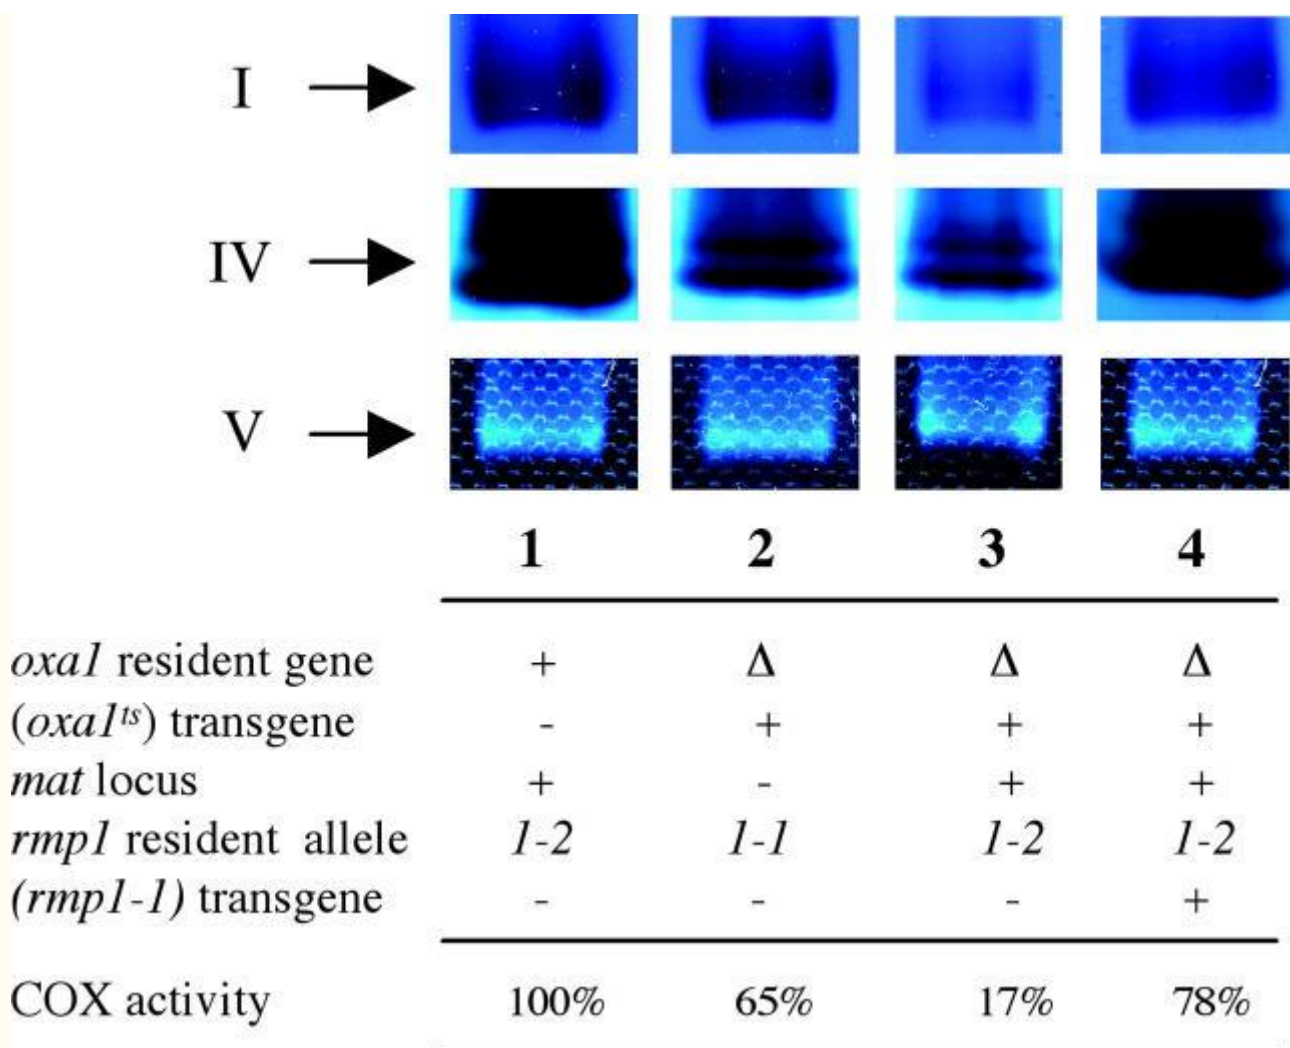 I
IV
V
1 2 3 4
oxa1 resident gene + Δ Δ Δ
(oxa1ts) transgene - + + +
mat locus + - + +
rmp1 resident allele 1-2 1-1 1-2 1-2
(rmp1-1) transgene - - - +
COX activity 100% 65% 17% 78%